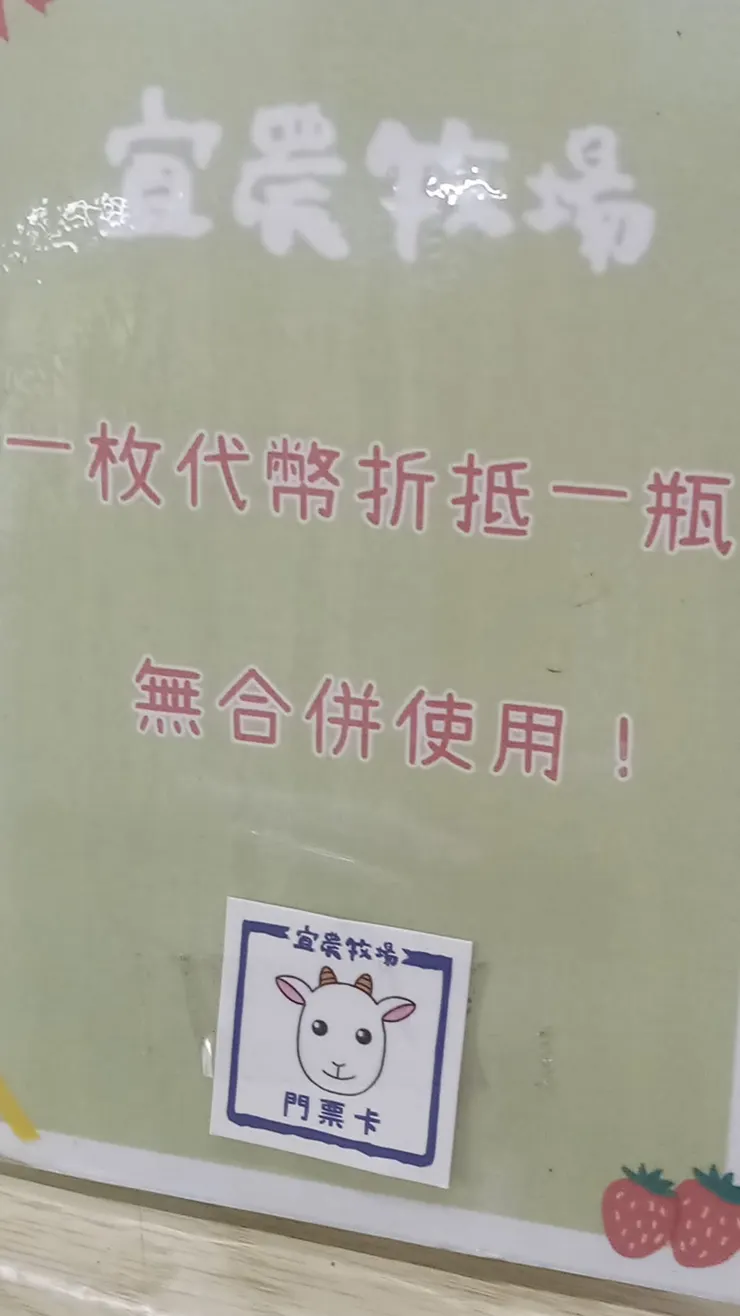 宜農牧場
一枚代幣折抵一瓶
無合併使用！
宜農牧場
門票卡